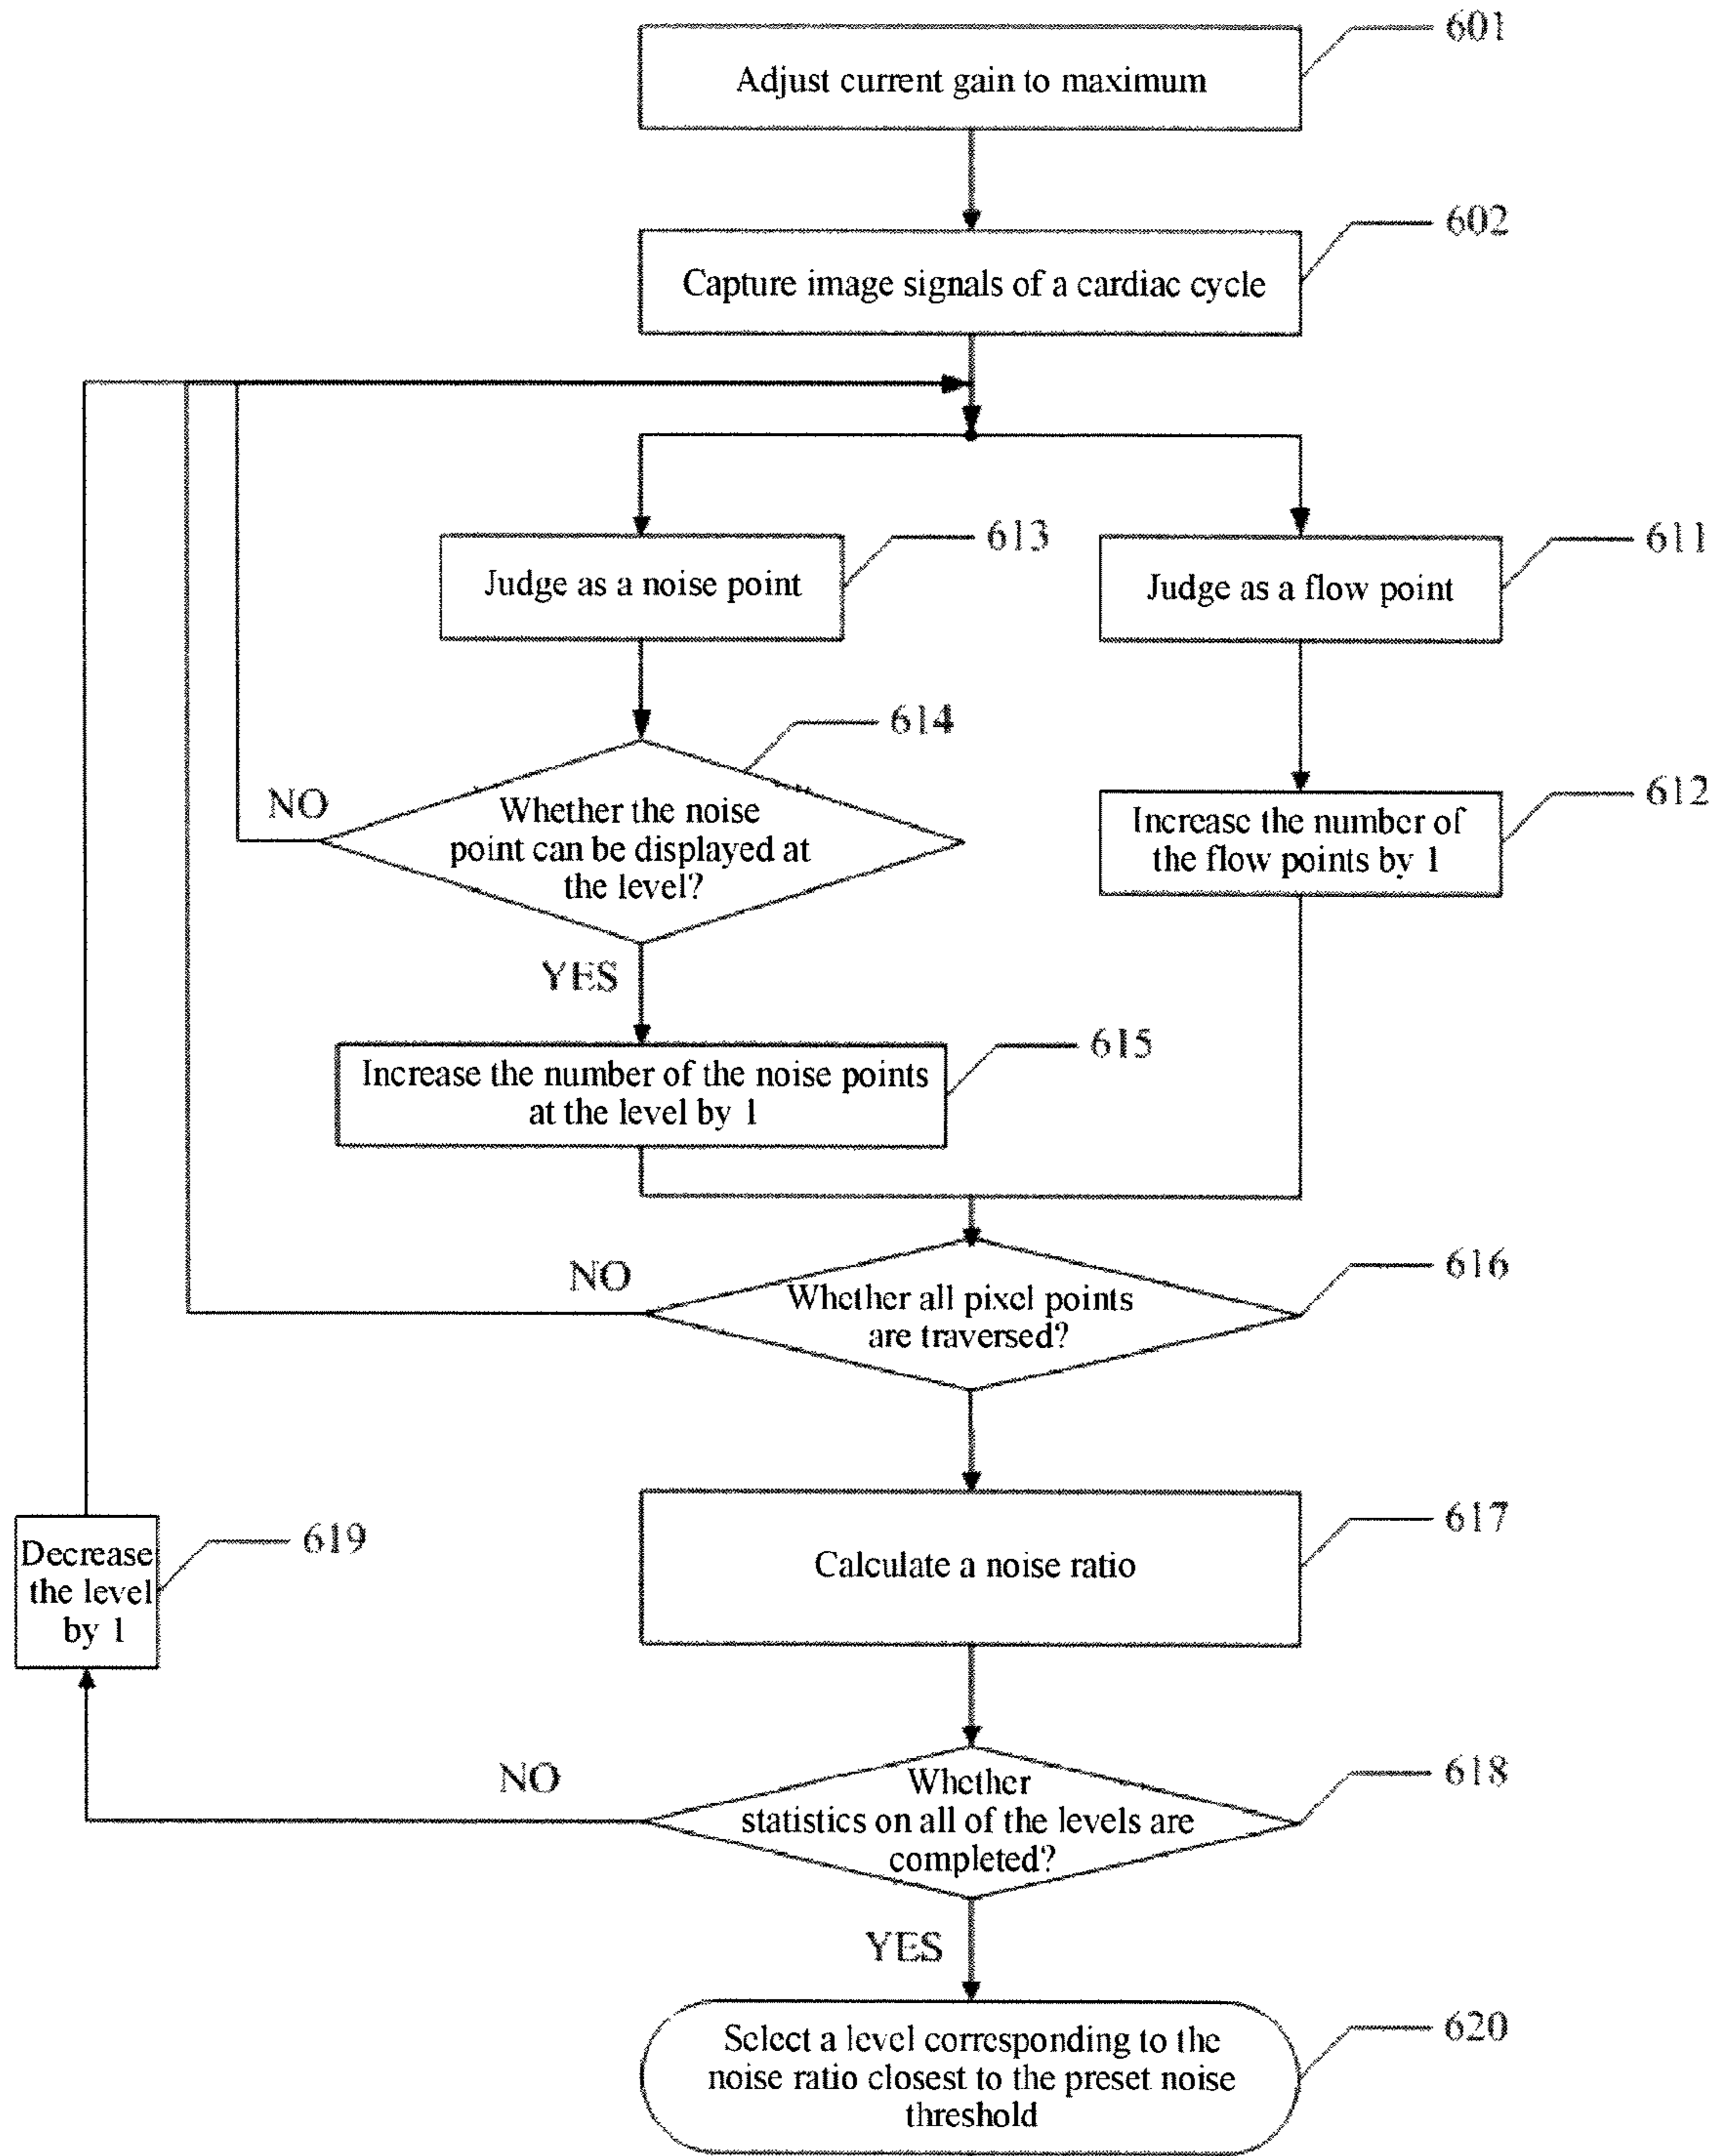 601
Adjust current gain to maximum
602
Capture image signals of a cardiac cycle
613
Judge as a noise point
611
Judge as a flow point
614
NO
Whether the noise
point can be displayed at
the level?
612
Increase the number of
the flow points by 1
YES
615
Increase the number of the noise points
at the level by 1
616
NO
Whether all pixel points
are traversed?
617
Calculate a noise ratio
619
Decrease
the level
by 1
618
NO
Whether
statistics on all of the levels are
completed?
YES
620
Select a level corresponding to the
noise ratio closest to the preset noise
threshold